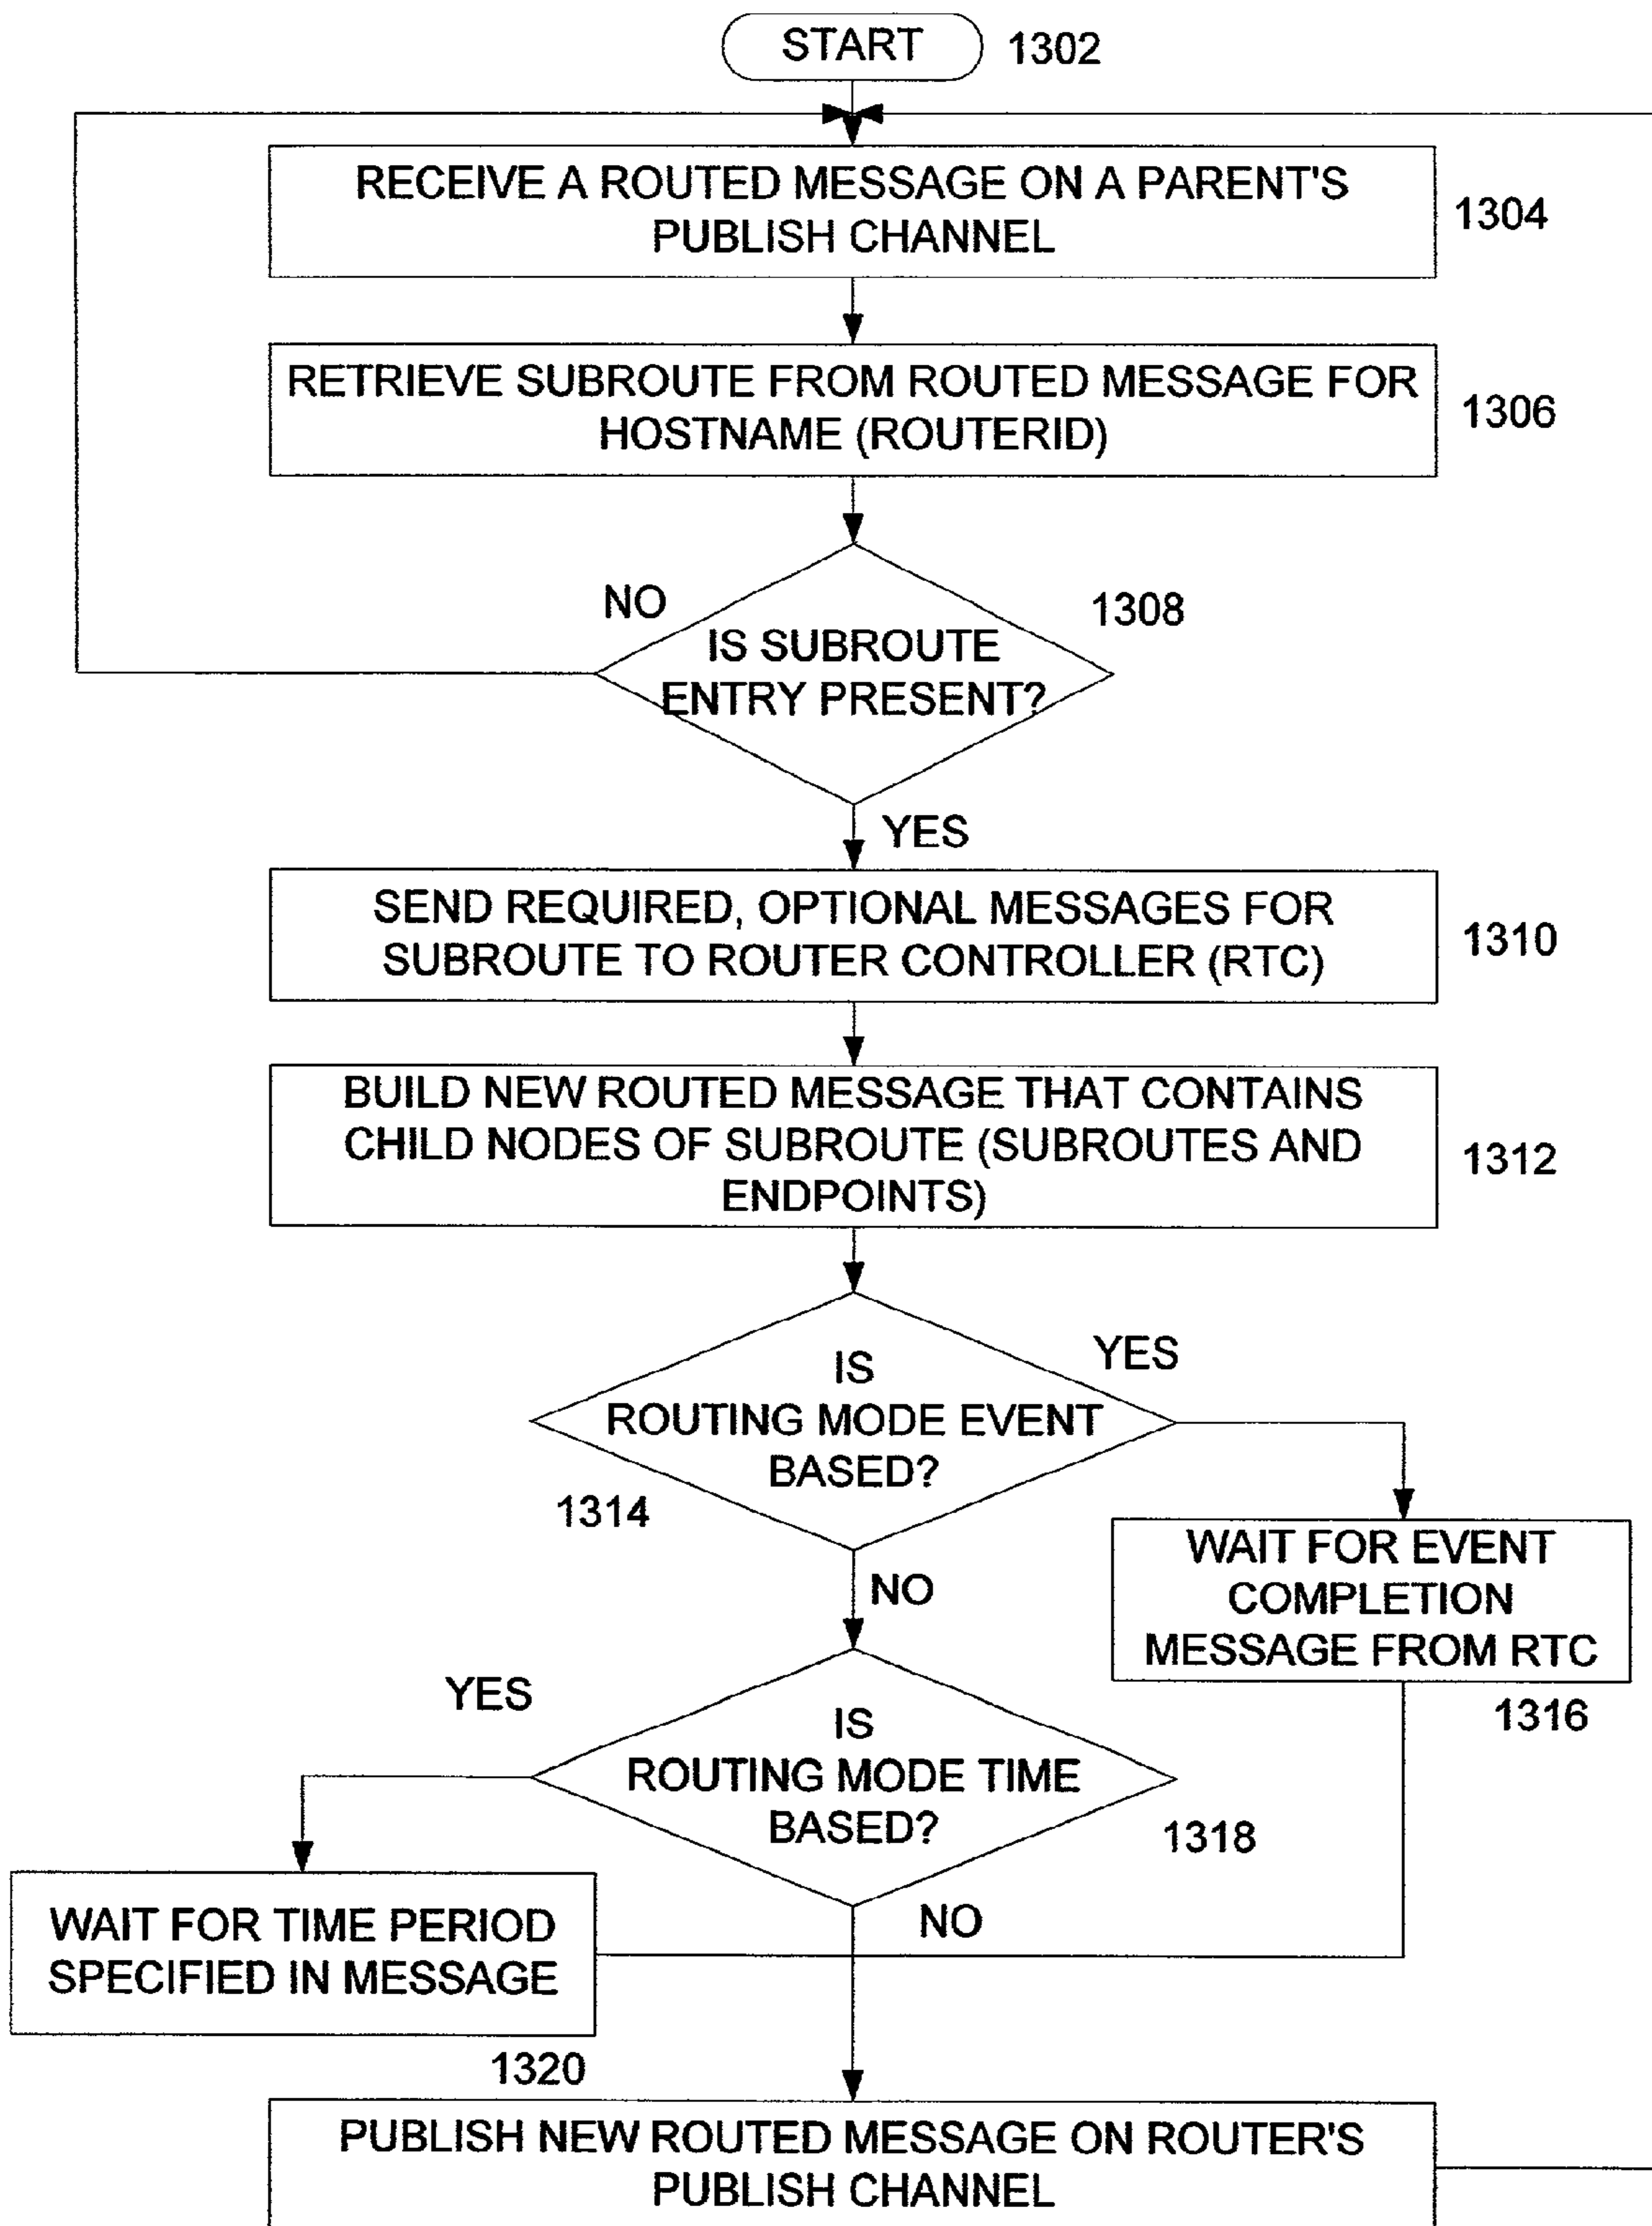 START
1302
RECEIVE A ROUTED MESSAGE ON A PARENT'S
PUBLISH CHANNEL
1304
RETRIEVE SUBROUTE FROM ROUTED MESSAGE FOR
HOSTNAME (ROUTERID)
1306
NO
1308
IS SUBROUTE
ENTRY PRESENT?
YES
SEND REQUIRED, OPTIONAL MESSAGES FOR
SUBROUTE TO ROUTER CONTROLLER (RTC)
1310
BUILD NEW ROUTED MESSAGE THAT CONTAINS
CHILD NODES OF SUBROUTE (SUBROUTES AND
ENDPOINTS)
1312
YES
IS
ROUTING MODE EVENT
BASED?
1314
NO
WAIT FOR EVENT
COMPLETION
MESSAGE FROM RTC
1316
YES
IS
ROUTING MODE TIME
BASED?
1318
NO
WAIT FOR TIME PERIOD
SPECIFIED IN MESSAGE
1320
PUBLISH NEW ROUTED MESSAGE ON ROUTER'S
PUBLISH CHANNEL